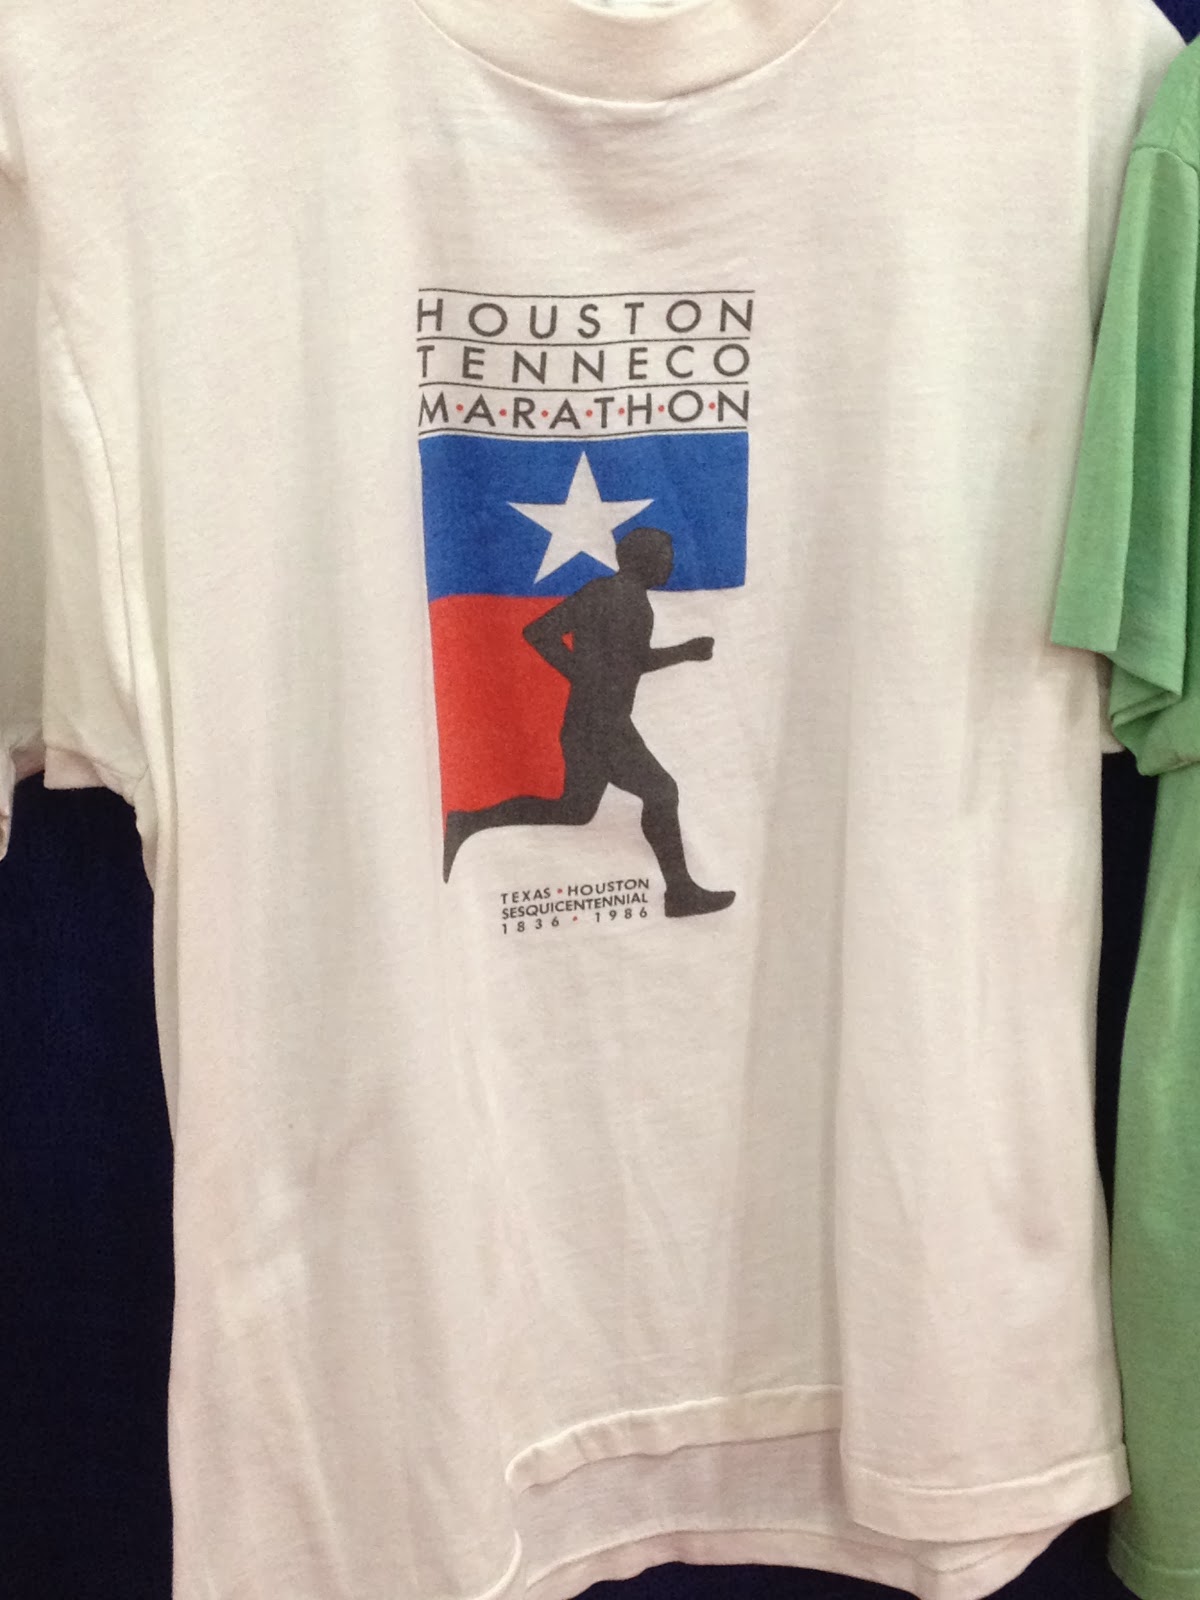 HOUSTON
TENNECO
M•A•R•A•T•H•O•N
TEXAS • HOUSTON
SESQUICENTENNIAL
1836 • 1986